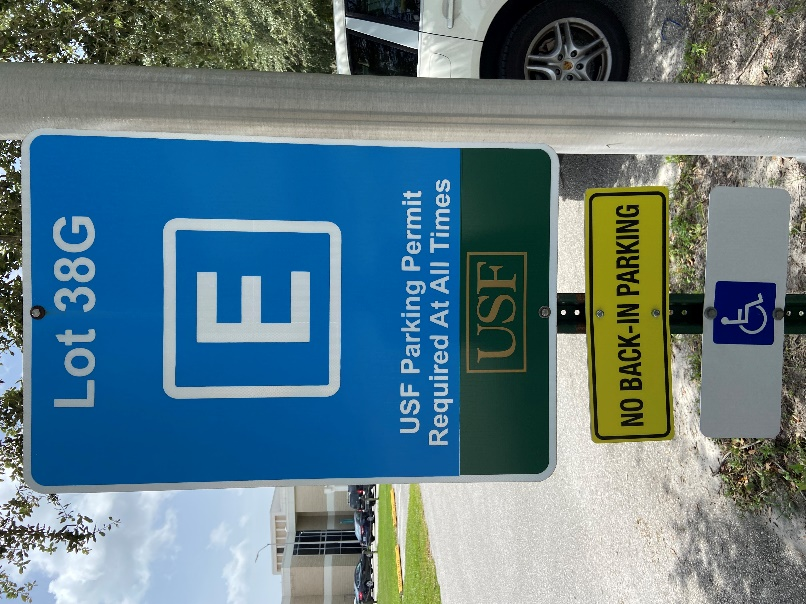 Lot 38G
E
USF Parking Permit
Required At All Times
USF
NO BACK-IN PARKING